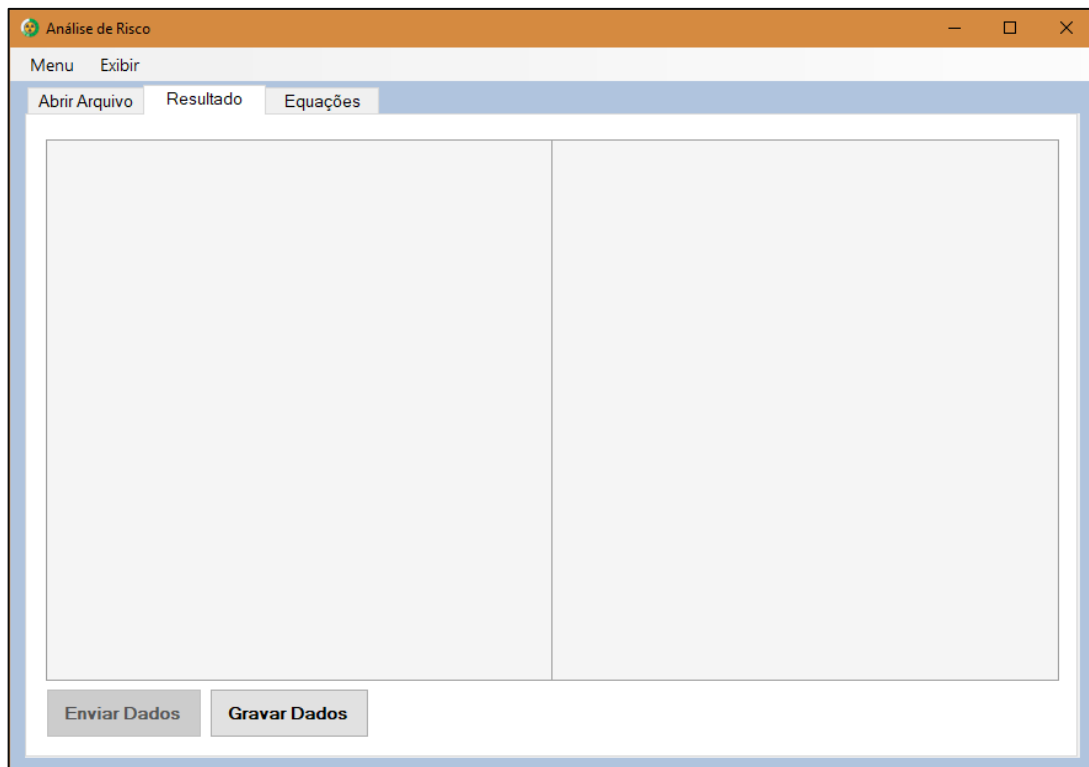 Análise de Risco
Menu Exibir
Abrir Arquivo Resultado Equações
Enviar Dados Gravar Dados